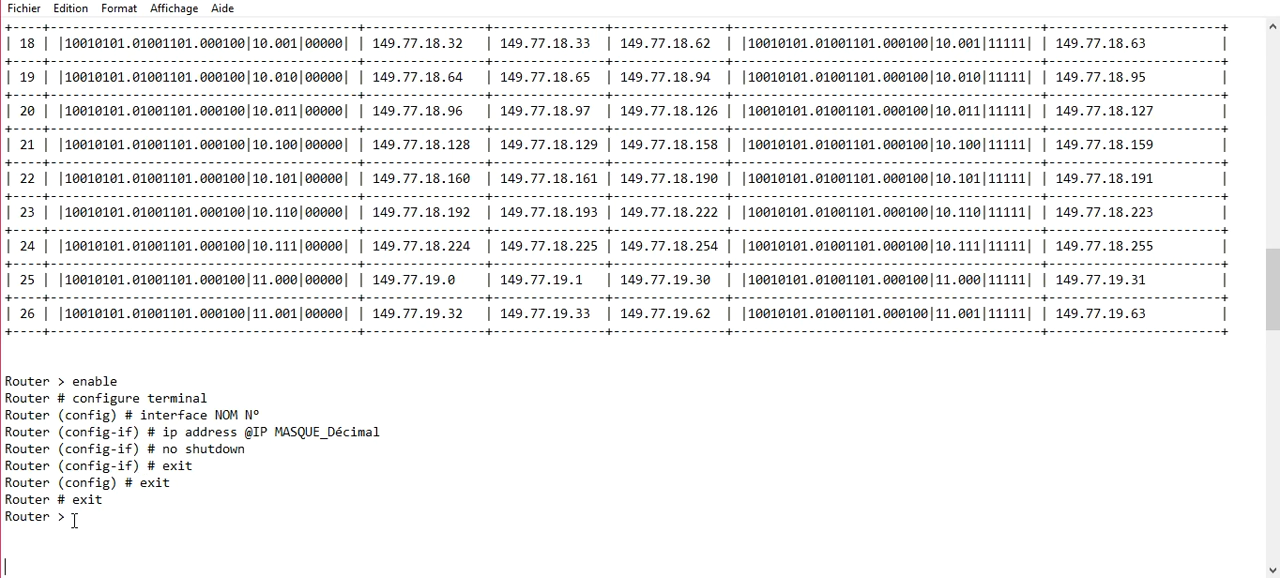 Fichier Edition Format Affichage Aide
+----+---------------------------------------+---------------+--------------+--------------+-------------------------------------+---------------------+
| 18 | |10010101.01001101.000100|10.001|00000| | 149.77.18.32 | 149.77.18.33 | 149.77.18.62 | |10010101.01001101.000100|10.001|11111| | 149.77.18.63 |
+----+---------------------------------------+---------------+--------------+--------------+-------------------------------------+---------------------+
| 19 | |10010101.01001101.000100|10.010|00000| | 149.77.18.64 | 149.77.18.65 | 149.77.18.94 | |10010101.01001101.000100|10.010|11111| | 149.77.18.95 |
+----+---------------------------------------+---------------+--------------+--------------+-------------------------------------+---------------------+
| 20 | |10010101.01001101.000100|10.011|00000| | 149.77.18.96 | 149.77.18.97 | 149.77.18.126 | |10010101.01001101.000100|10.011|11111| | 149.77.18.127 |
+----+---------------------------------------+---------------+--------------+--------------+-------------------------------------+---------------------+
| 21 | |10010101.01001101.000100|10.100|00000| | 149.77.18.128 | 149.77.18.129 | 149.77.18.158 | |10010101.01001101.000100|10.100|11111| | 149.77.18.159 |
+----+---------------------------------------+---------------+--------------+--------------+-------------------------------------+---------------------+
| 22 | |10010101.01001101.000100|10.101|00000| | 149.77.18.160 | 149.77.18.161 | 149.77.18.190 | |10010101.01001101.000100|10.101|11111| | 149.77.18.191 |
+----+---------------------------------------+---------------+--------------+--------------+-------------------------------------+---------------------+
| 23 | |10010101.01001101.000100|10.110|00000| | 149.77.18.192 | 149.77.18.193 | 149.77.18.222 | |10010101.01001101.000100|10.110|11111| | 149.77.18.223 |
+----+---------------------------------------+---------------+--------------+--------------+-------------------------------------+---------------------+
| 24 | |10010101.01001101.000100|10.111|00000| | 149.77.18.224 | 149.77.18.225 | 149.77.18.254 | |10010101.01001101.000100|10.111|11111| | 149.77.18.255 |
+----+---------------------------------------+---------------+--------------+--------------+-------------------------------------+---------------------+
| 25 | |10010101.01001101.000100|11.000|00000| | 149.77.19.0 | 149.77.19.1 | 149.77.19.30 | |10010101.01001101.000100|11.000|11111| | 149.77.19.31 |
+----+---------------------------------------+---------------+--------------+--------------+-------------------------------------+---------------------+
| 26 | |10010101.01001101.000100|11.001|00000| | 149.77.19.32 | 149.77.19.33 | 149.77.19.62 | |10010101.01001101.000100|11.001|11111| | 149.77.19.63 |
+----+-----------------------------------------------------------------------------------------------------------------------+---------------------+
Router > enable
Router # configure terminal
Router (config) # interface NOM N°
Router (config-if) # ip address @IP MASQUE_Décimal
Router (config-if) # no shutdown
Router (config-if) # exit
Router (config) # exit
Router # exit
Router >